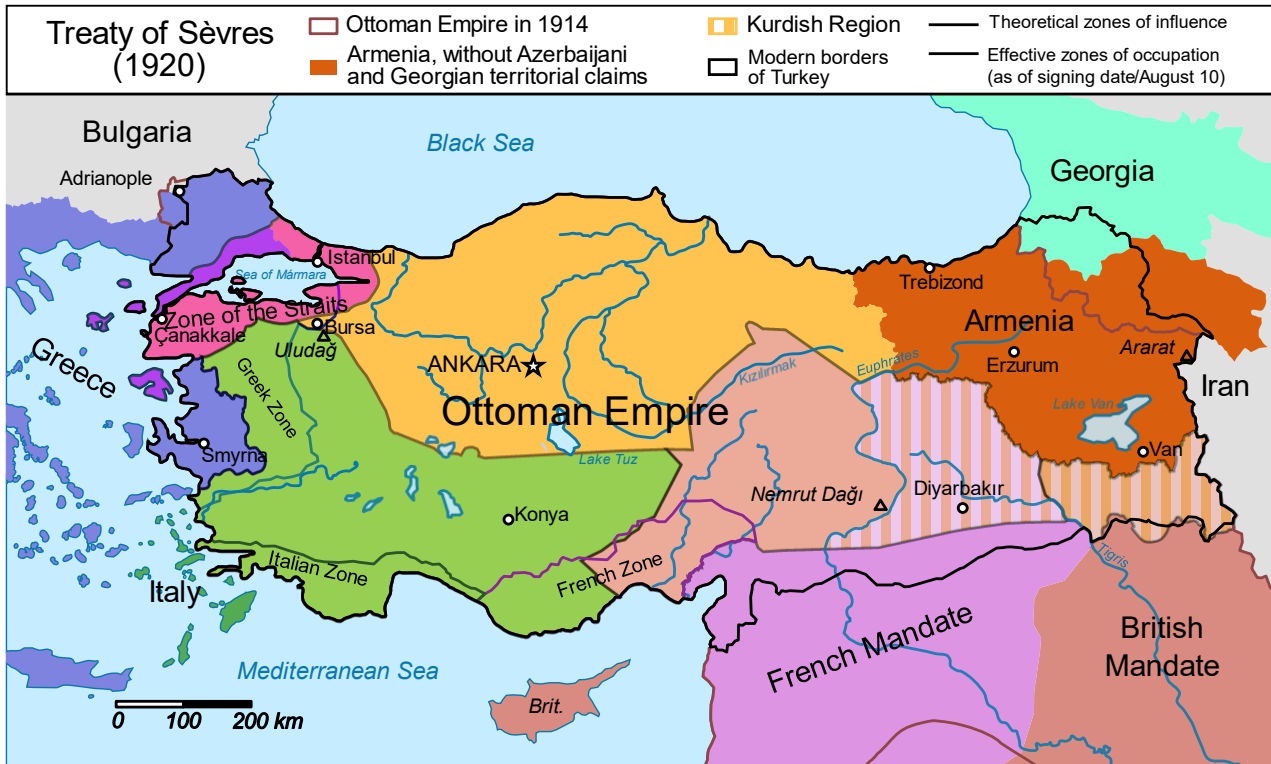 Treaty of Sèvres
(1920)
Ottoman Empire in 1914
Armenia, without Azerbaijani
and Georgian territorial claims
Kurdish Region
Modern borders
of Turkey
Theoretical zones of influence
Effective zones of occupation
(as of signing date/August 10)
Bulgaria
Black Sea
Georgia
Adrianople
Istanbul
Sea of Mármara
Trebizond
Zone of the Straits
Çanakkale
Bursa
Uludağ
Armenia
Ararat
Erzurum
Greece
ANKARA
Kızılırmak
Euphrates
Iran
Greek Zone
Ottoman Empire
Lake Van
Smyrna
Lake Tuz
Van
Nemrut Dağı
Diyarbakır
Konya
Italian Zone
French Zone
Tigris
Italy
French Mandate
British
Mandate
Mediterranean Sea
Brit.
0 100 200 km